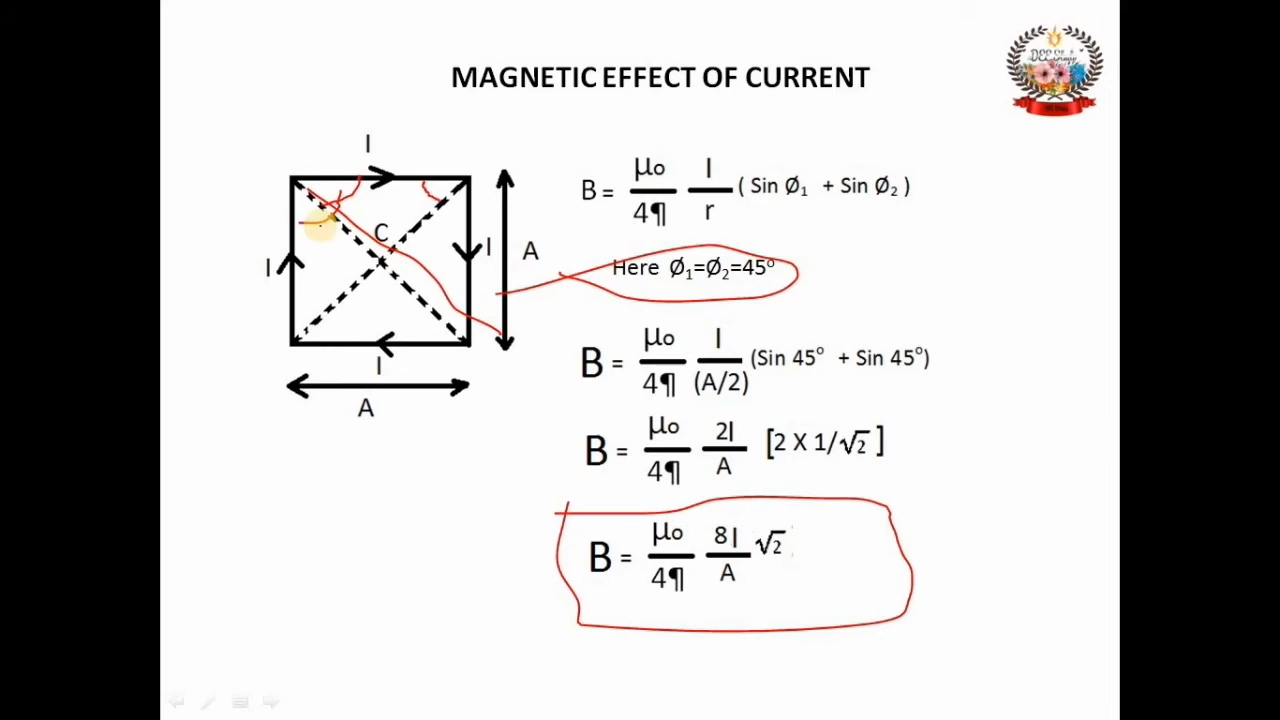 MAGNETIC EFFECT OF CURRENT
I
I
I
I
A
A
C
B = μo/4¶ I/r ( Sin Ø₁ + Sin Ø₂ )
Here Ø₁=Ø₂=45°
B = μo/4¶ I/(A/2) (Sin 45° + Sin 45°)
B = μo/4¶ 2I/A [2 X 1/√2 ]
B = μo/4¶ 8I/A √2